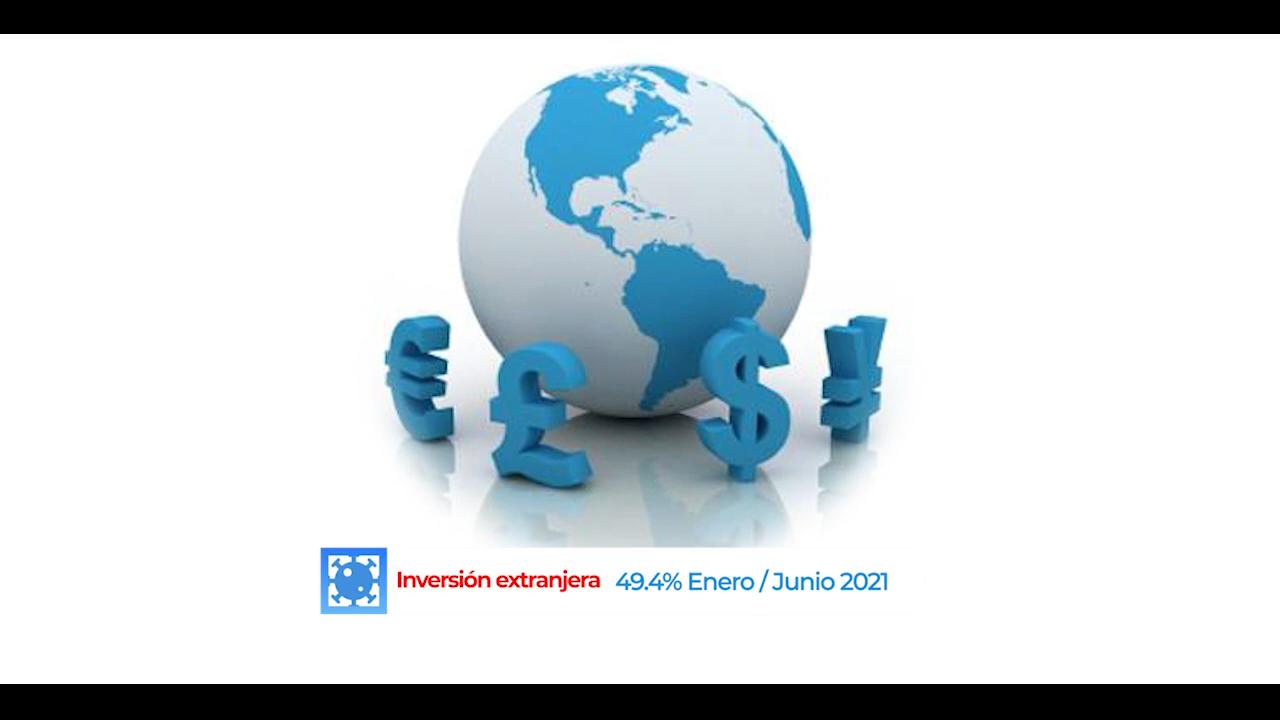 € £ $ ¥
Inversión extranjera 49.4% Enero / Junio 2021